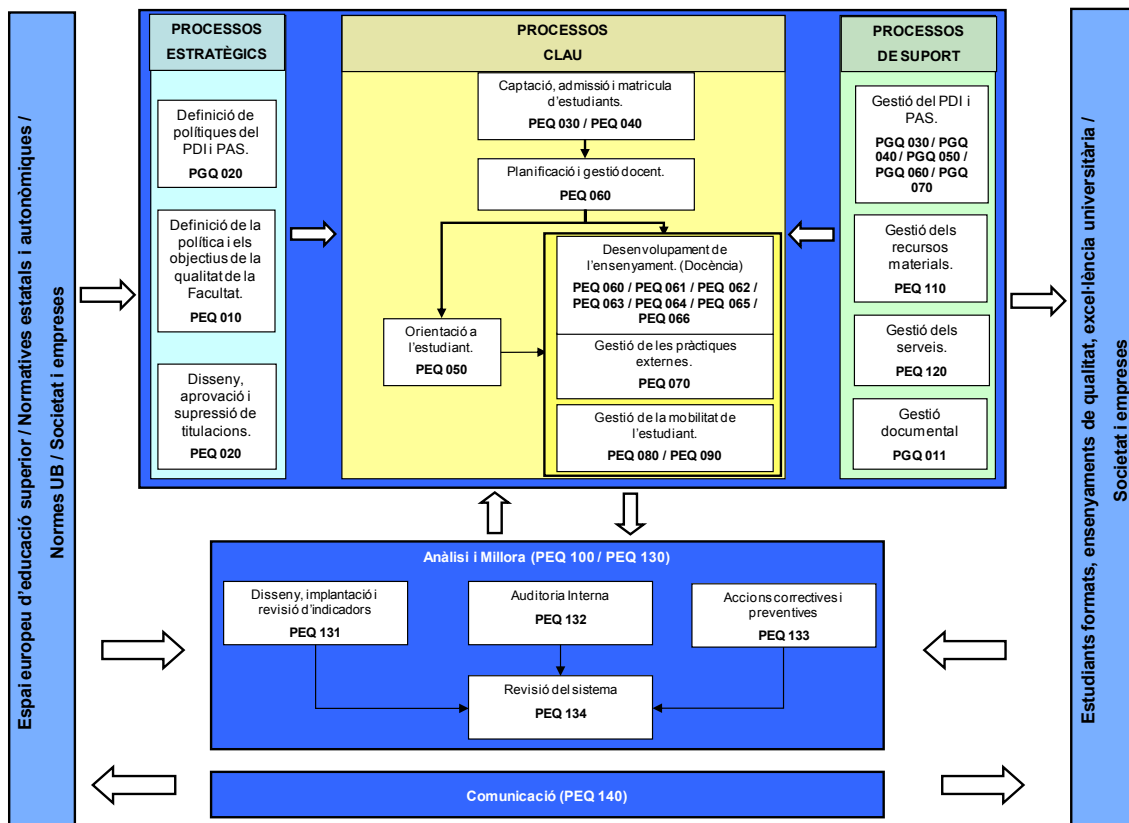 Espai europeu d'educació superior / Normatives estatals i autonòmiques /
Normes UB / Societat i empreses
PROCESSOS
ESTRATÈGICS
Definició de
polítiques del
PDI i PAS.
PGQ 020
Definició de la
política i els
objectius de la
qualitat de la
Facultat.
PEQ 010
Disseny,
aprovació i
supressió de
titulacions.
PEQ 020
PROCESSOS
CLAU
Captació, admissió i matricula
d'estudiants.
PEQ 030 / PEQ 040
Planificació i gestió docent.
PEQ 060
Desenvolupament de
l'ensenyament. (Docència)
PEQ 060 / PEQ 061 / PEQ 062 /
PEQ 063 / PEQ 064 / PEQ 065 /
PEQ 066
Orientació a
l'estudiant.
PEQ 050
Gestió de les pràctiques
externes.
PEQ 070
Gestió de la mobilitat de
l'estudiant.
PEQ 080 / PEQ 090
PROCESSOS
DE SUPORT
Gestió del PDI i
PAS.
PGQ 030 / PGQ
040 / PGQ 050 /
PGQ 060 / PGQ
070
Gestió dels
recursos
materials.
PEQ 110
Gestió dels
serveis.
PEQ 120
Gestió
documental
PGQ 011
Anàlisi i Millora (PEQ 100 / PEQ 130)
Disseny, implantació i
revisió d'indicadors
PEQ 131
Auditoria Interna
PEQ 132
Accions correctives i
preventives
PEQ 133
Revisió del sistema
PEQ 134
Comunicació (PEQ 140)
Estudiants formats, ensenyaments de qualitat, excel·lència universitària /
Societat i empreses